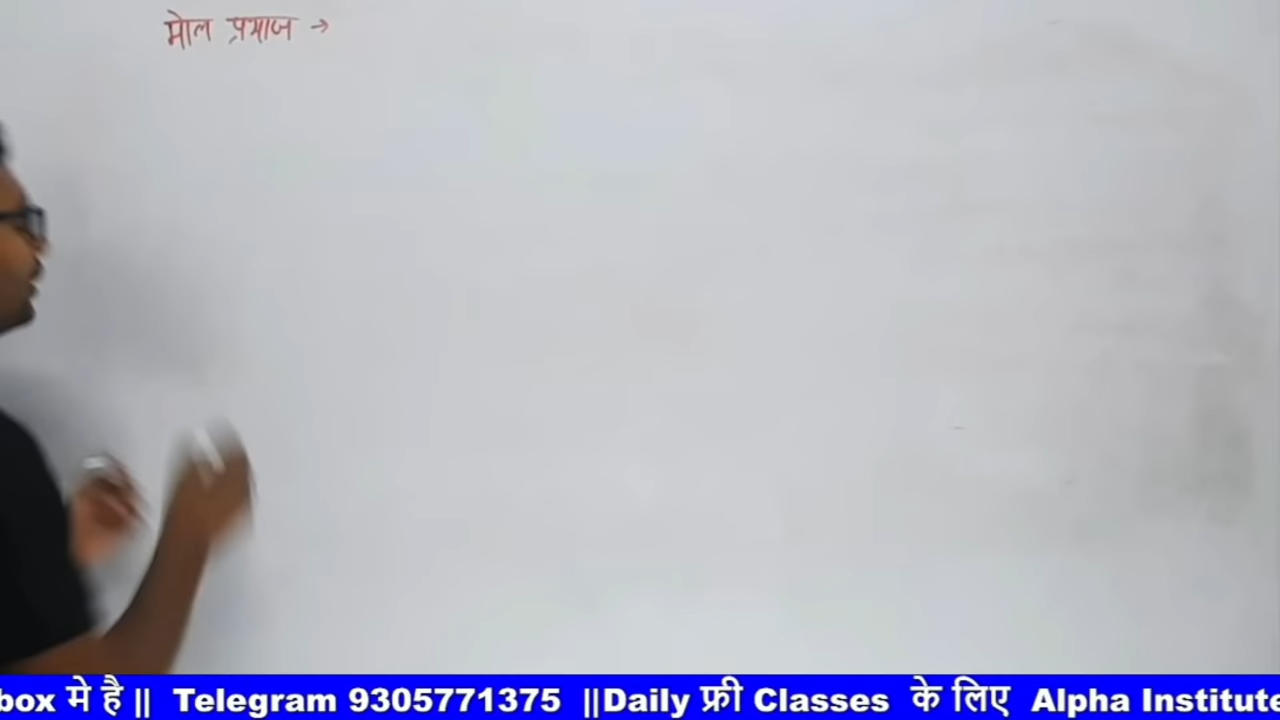 मोल प्रभाज →
box मे है || Telegram 9305771375 ||Daily फ्री Classes के लिए Alpha Institute